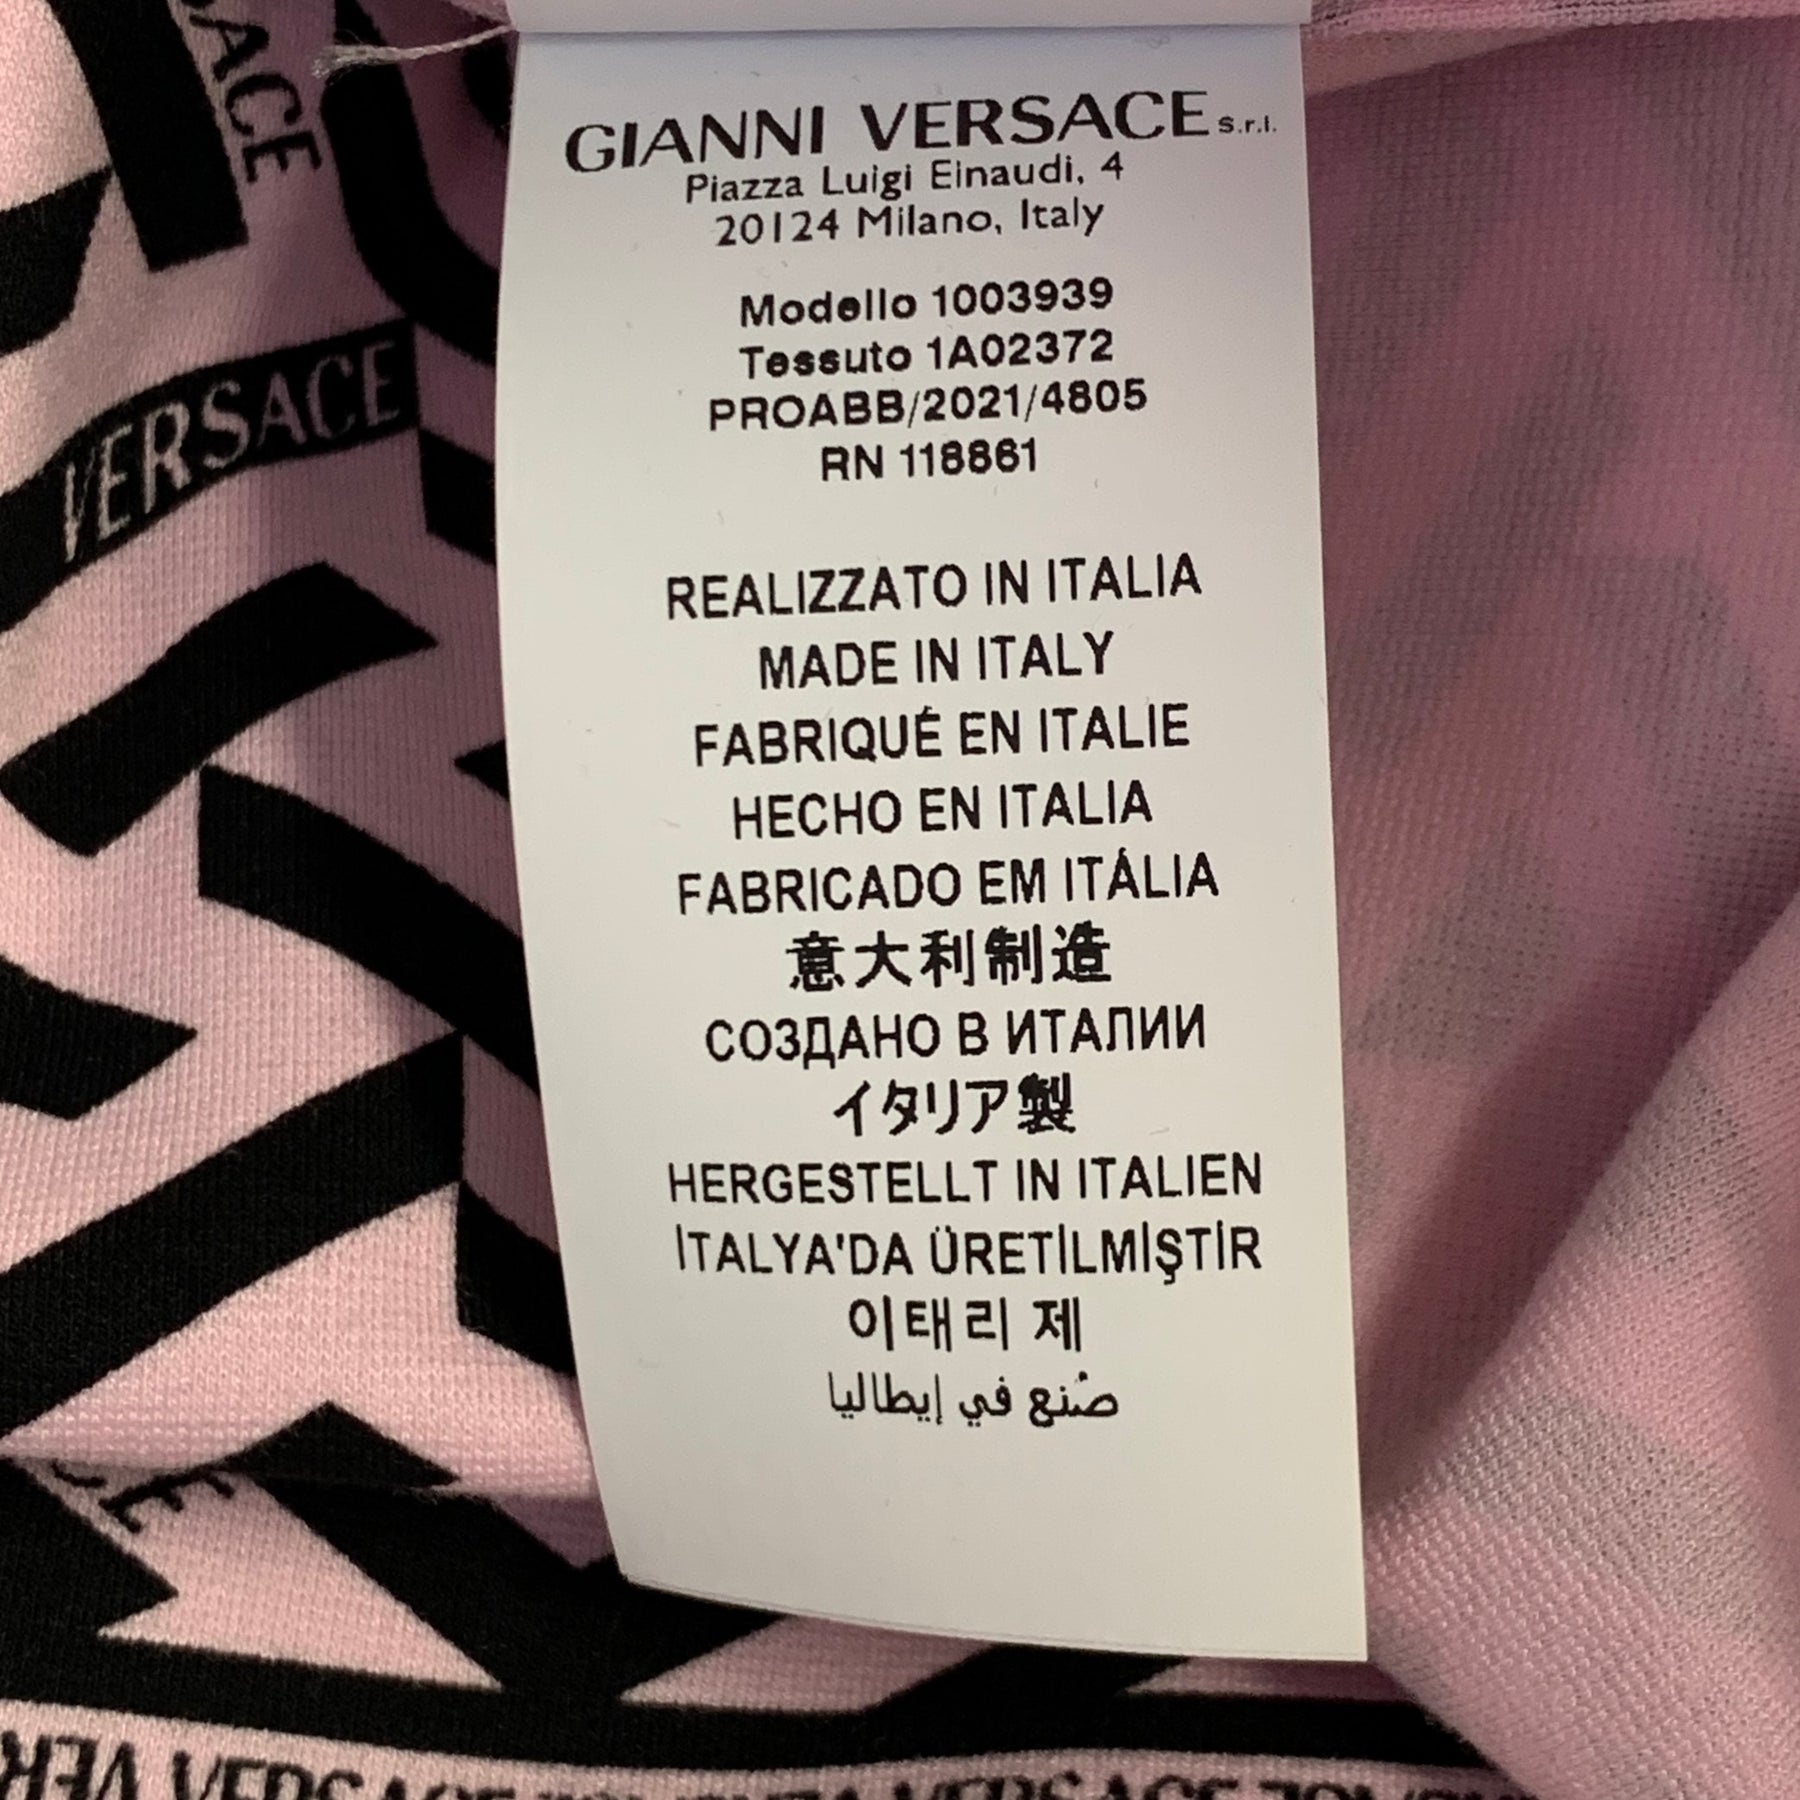 GIANNI VERSACE s.r.l.
Piazza Luigi Einaudi, 4
20124 Milano, Italy
Modello 1003939
Tessuto 1A02372
PROABB/2021/4805
RN 118861
REALIZZATO IN ITALIA
MADE IN ITALY
FABRIQUÉ EN ITALIE
HECHO EN ITALIA
FABRICADO EM ITÁLIA
意大利制造
СОЗДАНО В ИТАЛИИ
イタリア製
HERGESTELLT IN ITALIEN
İTALYA'DA ÜRETİLMİŞTİR
이태리 제
صُنع في إيطاليا
VERSACE